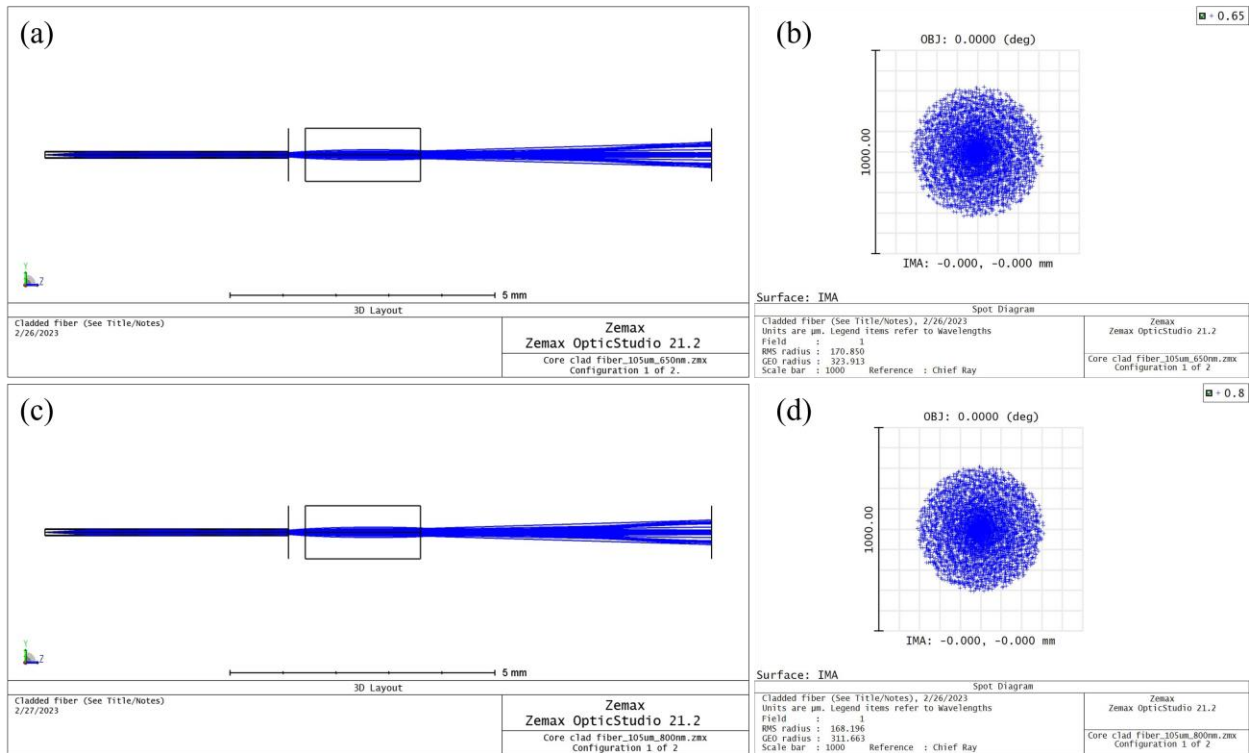 (a)
Y
Z
5 mm
3D Layout
Cladded fiber (See Title/Notes)
2/26/2023
Zemax
Zemax OpticStudio 21.2
Core clad fiber_105um_650nm.zmx
Configuration 1 of 2.
(b)
+ 0.65
OBJ: 0.0000 (deg)
1000.00
IMA: -0.000, -0.000 mm
Surface: IMA
Spot Diagram
Cladded fiber (See Title/Notes), 2/26/2023
Units are µm. Legend items refer to Wavelengths
Field : 1
RMS radius : 170.850
GEO radius : 323.913
Scale bar : 1000 Reference : Chief Ray
Zemax
Zemax OpticStudio 21.2
Core clad fiber_105um_650nm.zmx
Configuration 1 of 2
(c)
Y
Z
5 mm
3D Layout
Cladded fiber (See Title/Notes)
2/27/2023
Zemax
Zemax OpticStudio 21.2
Core clad fiber_105um_800nm.zmx
Configuration 1 of 2
(d)
+ 0.8
OBJ: 0.0000 (deg)
1000.00
IMA: -0.000, -0.000 mm
Surface: IMA
Spot Diagram
Cladded fiber (See Title/Notes), 2/26/2023
Units are µm. Legend items refer to Wavelengths
Field : 1
RMS radius : 168.196
GEO radius : 311.663
Scale bar : 1000 Reference : Chief Ray
Zemax
Zemax OpticStudio 21.2
Core clad fiber_105um_800nm.zmx
Configuration 1 of 2